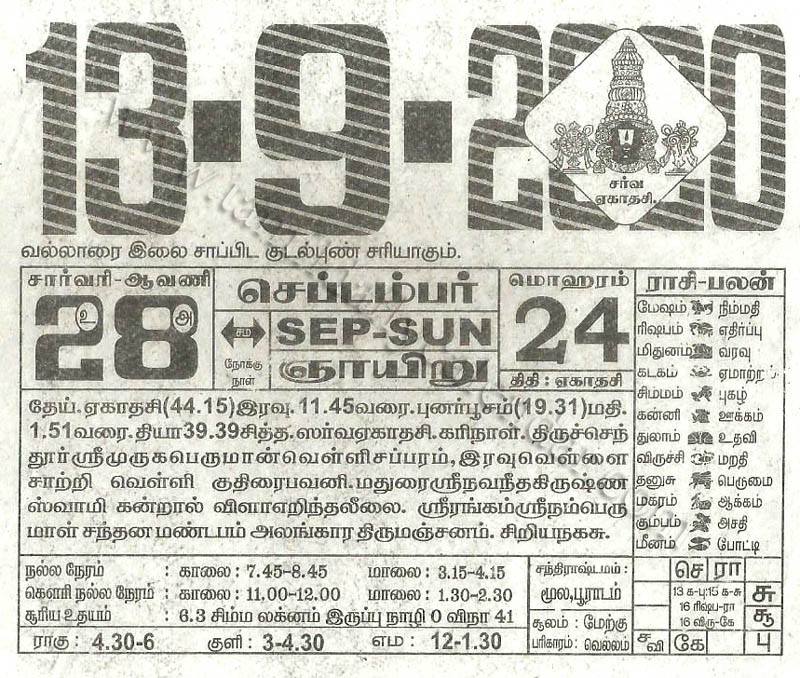 13-9-2020
சர்வ
ஏகாதசி.
வல்லாரை இலை சாப்பிட குடல்புண் சரியாகும்.
சார்வரி-ஆவணி
28
உ
அ
செப்டம்பர்
சம
நோக்கு
நாள்
SEP-SUN
ஞாயிறு
மொஹரம்
24
திதி : ஏகாதசி
ராசி-பலன்
மேஷம் நிம்மதி
ரிஷபம் எதிர்ப்பு
மிதுனம் வரவு
கடகம் ஏமாற்றம்
சிம்மம் புகழ்
கன்னி ஊக்கம்
துலாம் உதவி
விருச்சி மறதி
தனுசு பெருமை
மகரம் ஆக்கம்
கும்பம் அசதி
மீனம் போட்டி
தேய். ஏகாதசி(44.15)இரவு. 11.45வரை. புனர்பூசம்(19.31)மதி.
1.51 வரை. தியா39.39சித்த. ஸர்வஏகாதசி. கரிநாள். திருச்செந்
தூர்ஸ்ரீமுருகபெருமான்வெள்ளிசப்பரம், இரவுவெள்ளை
சாற்றி வெள்ளி குதிரைபவனி. மதுரைஸ்ரீநவநீதகிருஷ்ண
ஸ்வாமி கன்றால் விளாஎறிந்தலீலை. ஸ்ரீரங்கம்ஸ்ரீநம்பெரு
மாள் சந்தன மண்டபம் அலங்கார திருமஞ்சனம். சிறியநகசு.
நல்ல நேரம் : காலை : 7.45-8.45 மாலை : 3.15-4.15
கௌரி நல்ல நேரம் : காலை : 11.00-12.00 மாலை : 1.30-2.30
சூரிய உதயம் : 6.3 சிம்ம லக்னம் இருப்பு நாழி 0 விநா 41
ராகு : 4.30-6 குளி : 3-4.30 எம : 12-1.30
சந்திராஷ்டமம் :
மூல,பூராடம்
சூலம் : மேற்கு
பரிகாரம் : வெல்லம்
செ ரா
13 க-பு:15 க-சு
16 ரிஷப-ரா
16 விரு-கே
சு
சூ
ச
வி
கே
பு